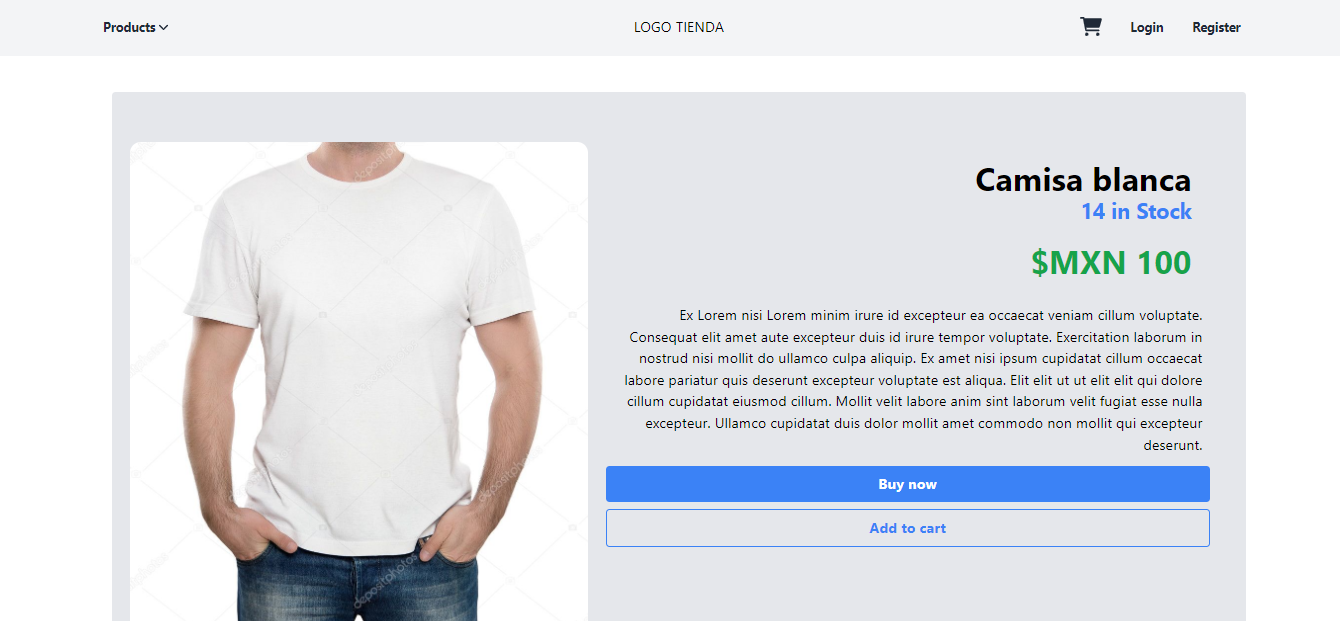 Products
LOGO TIENDA
Login
Register
Camisa blanca
14 in Stock
$MXN 100
Ex Lorem nisi Lorem minim irure id excepteur ea occaecat veniam cillum voluptate.
Consequat elit amet aute excepteur duis id irure tempor voluptate. Exercitation laborum in
nostrud nisi mollit do ullamco culpa aliquip. Ex amet nisi ipsum cupidatat cillum occaecat
labore pariatur quis deserunt excepteur voluptate est aliqua. Elit elit ut ut elit elit qui dolore
cillum cupidatat eiusmod cillum. Mollit velit labore anim sint laborum velit fugiat esse nulla
excepteur. Ullamco cupidatat duis dolor mollit amet commodo non mollit qui excepteur
deserunt.
Buy now
Add to cart
depositphotos